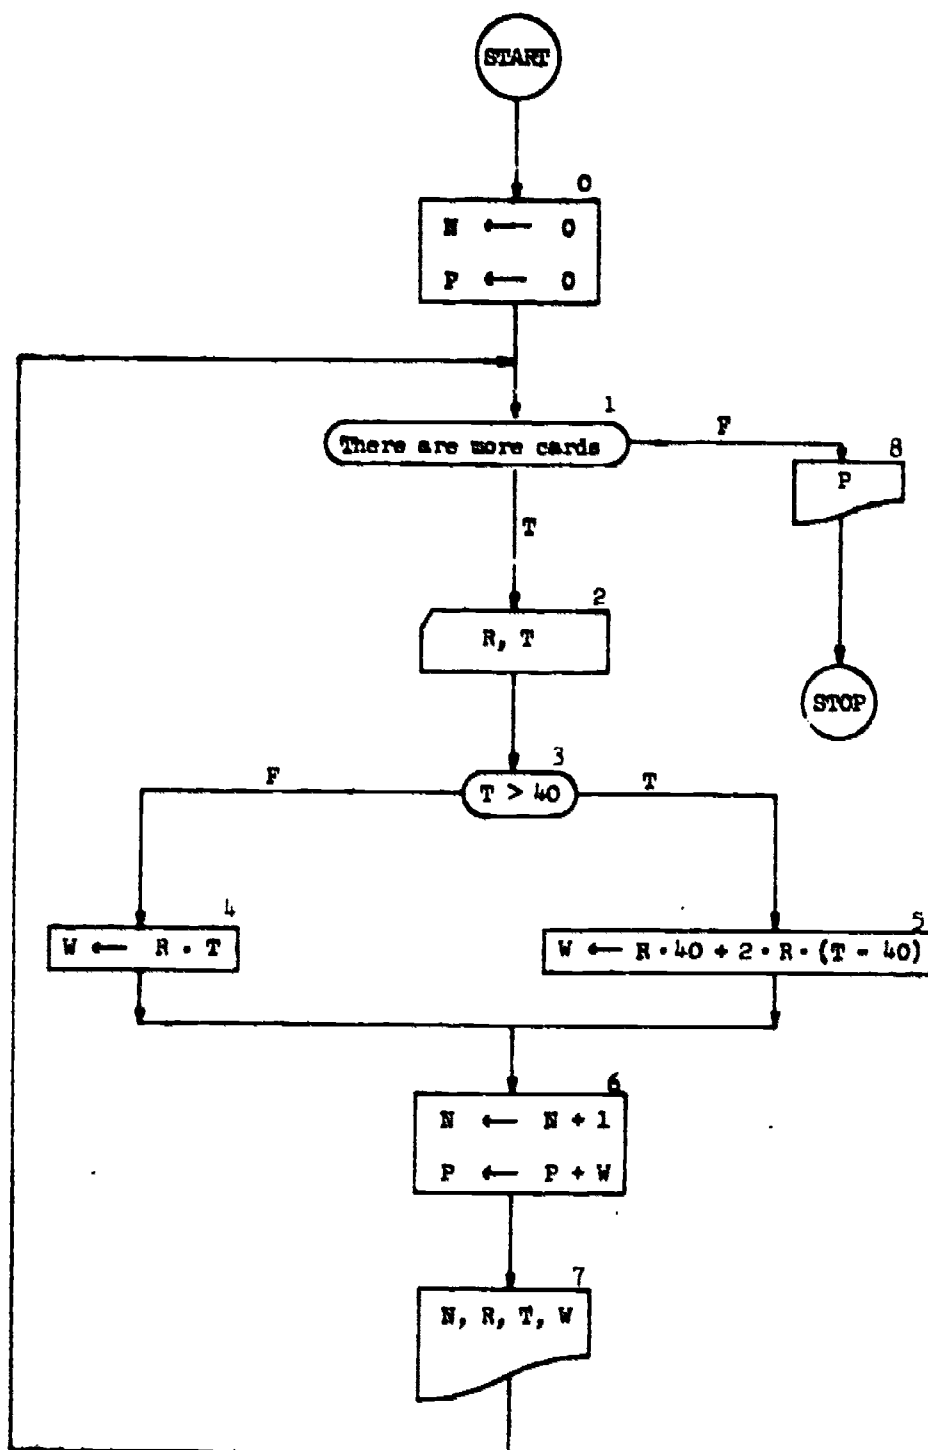 START
0
N ← 0
P ← 0
1
There are more cards
F
8
P
T
2
R, T
STOP
3
F
T > 40
T
4
W ← R · T
5
W ← R · 40 + 2 · R · (T - 40)
6
N ← N + 1
P ← P + W
7
N, R, T, W